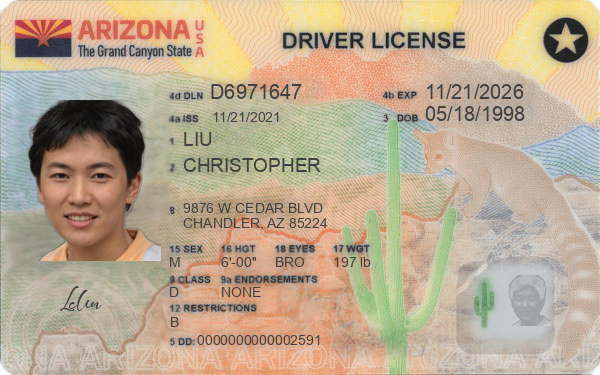 ARIZONA USA
The Grand Canyon State
DRIVER LICENSE
4d DLN D6971647
4b EXP 11/21/2026
4a ISS 11/21/2021
3 DOB 05/18/1998
1 LIU
2 CHRISTOPHER
8 9876 W CEDAR BLVD
CHANDLER, AZ 85224
15 SEX 16 HGT 18 EYES 17 WGT
M 6'-00" BRO 197 lb
9 CLASS 9a ENDORSEMENTS
D NONE
12 RESTRICTIONS
B
5 DD: 0000000000002591
ARIZONA ARIZONA ARIZONA ARIZONA